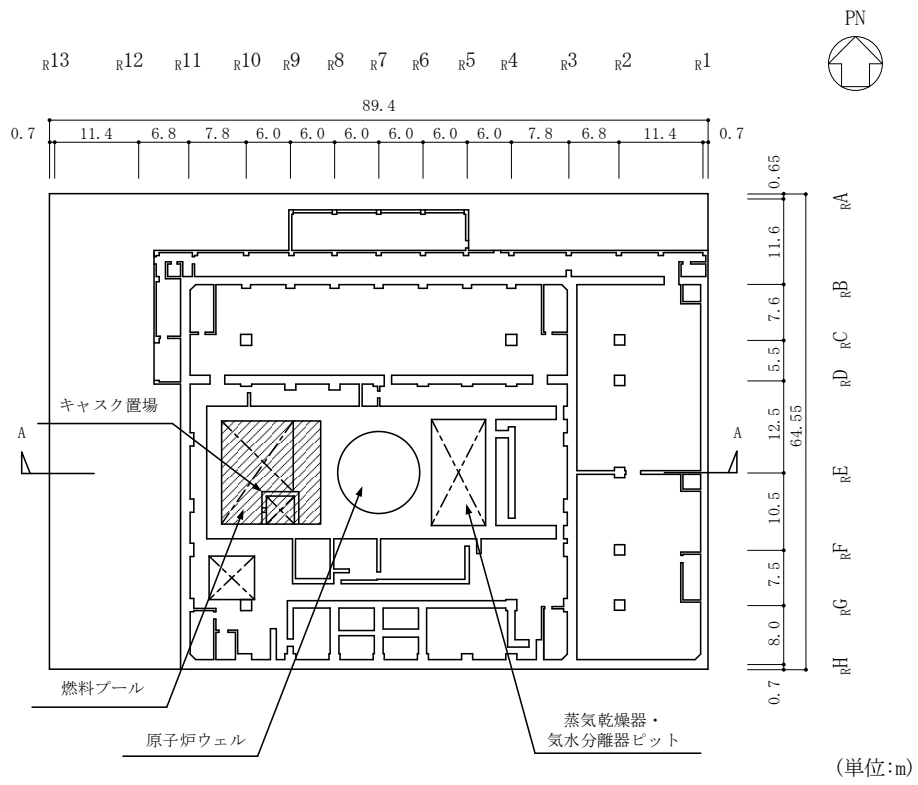 PN
R13 R12 R11 R10 R9 R8 R7 R6 R5 R4 R3 R2 R1
89.4
0.7 11.4 6.8 7.8 6.0 6.0 6.0 6.0 6.0 6.0 7.8 6.8 11.4 0.7
0.65
RA
11.6
RB
7.6
RC
5.5
RD
12.5
64.55
RE
10.5
RF
7.5
RG
8.0
RH
0.7
キャスク置場
A
A
燃料プール
原子炉ウェル
蒸気乾燥器・
気水分離器ピット
(単位:m)